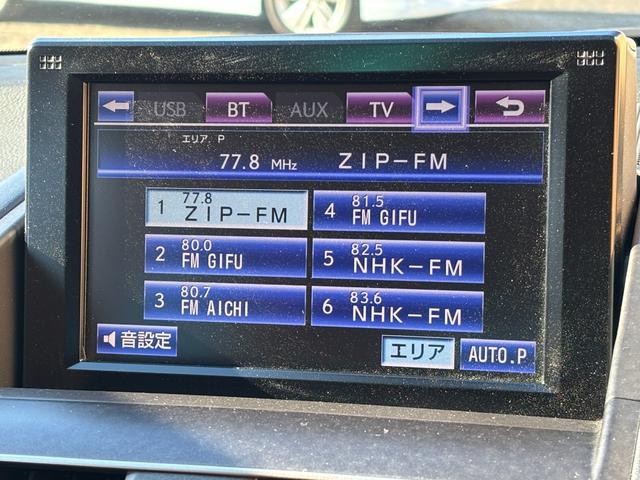 USB BT AUX TV
エリア P
77.8 MHz ZIP-FM
1 77.8 ZIP-FM
4 81.5 FM GIFU
2 80.0 FM GIFU
5 82.5 NHK-FM
3 80.7 FM AICHI
6 83.6 NHK-FM
音設定
エリア AUTO.P